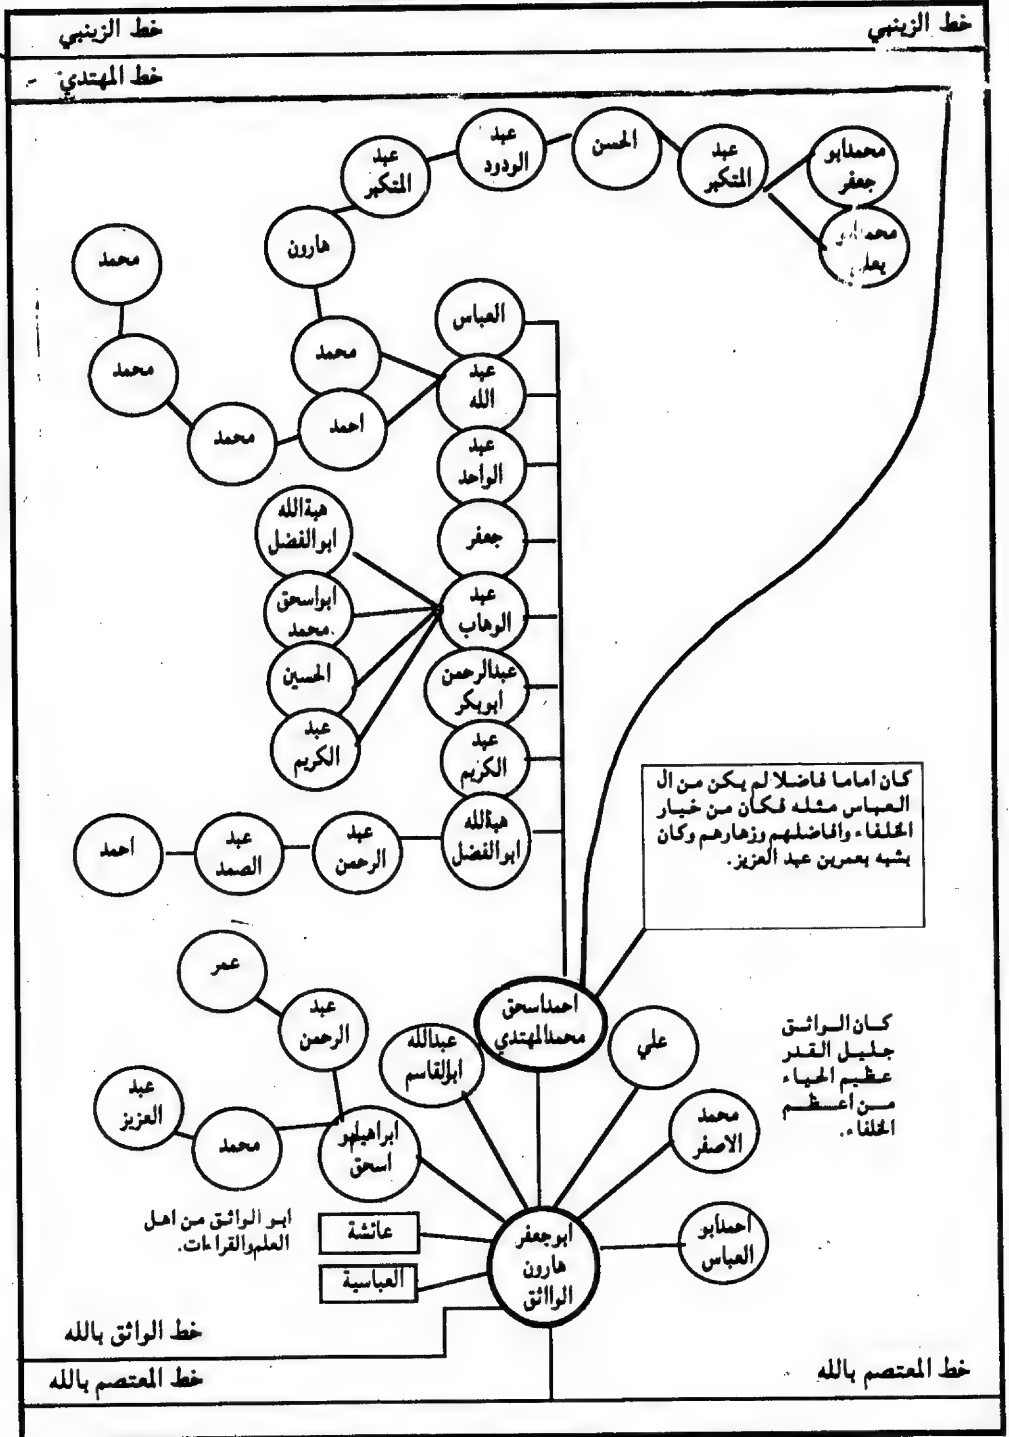 خط الزينبي
خط الزينبي
خط المهتدي
محمدابو
جعفر
عبد
المتكبر
الحسن
عبد
الودود
عبد
المتكبر
هارون
محمد
محمد
محمد
محمد
احمد
محمد
العباس
عبد
الله
عبد
الواحد
جعفر
عبد
الوهاب
عبدالرحمن
ابوبكر
عبد
الكريم
هبةالله
ابوالفضل
هبةالله
ابوالفضل
ابواسحق
محمد
الحسين
عبد
الكريم
عبد
الرحمن
عبد
الصمد
احمد
كان اماما فاضلا لم يكن من ال
العباس مثله فكان من خيار
الخلفاء وافاضلهم وزهارهم وكان
يشبه بعمربن عبد العزيز.
احمداسحق
محمدالمهتدي
علي
محمد
الاصفر
احمدابو
العباس
عبدالله
ابوالقاسم
عمر
عبد
الرحمن
ابراهيم
اسحق
محمد
عبد
العزيز
كان الواثق
جليل القدر
عظيم الحياء
من اعظم
الخلفاء.
ابو الواثق من اهل
العلم والقراءات.
عائشة
العباسية
ابوجعفر
هارون
الوااثق
خط الواثق بالله
خط المعتصم بالله
خط المعتصم بالله